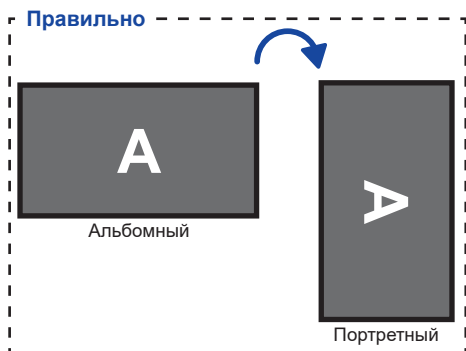 Правильно
A
Альбомный
A
Портретный